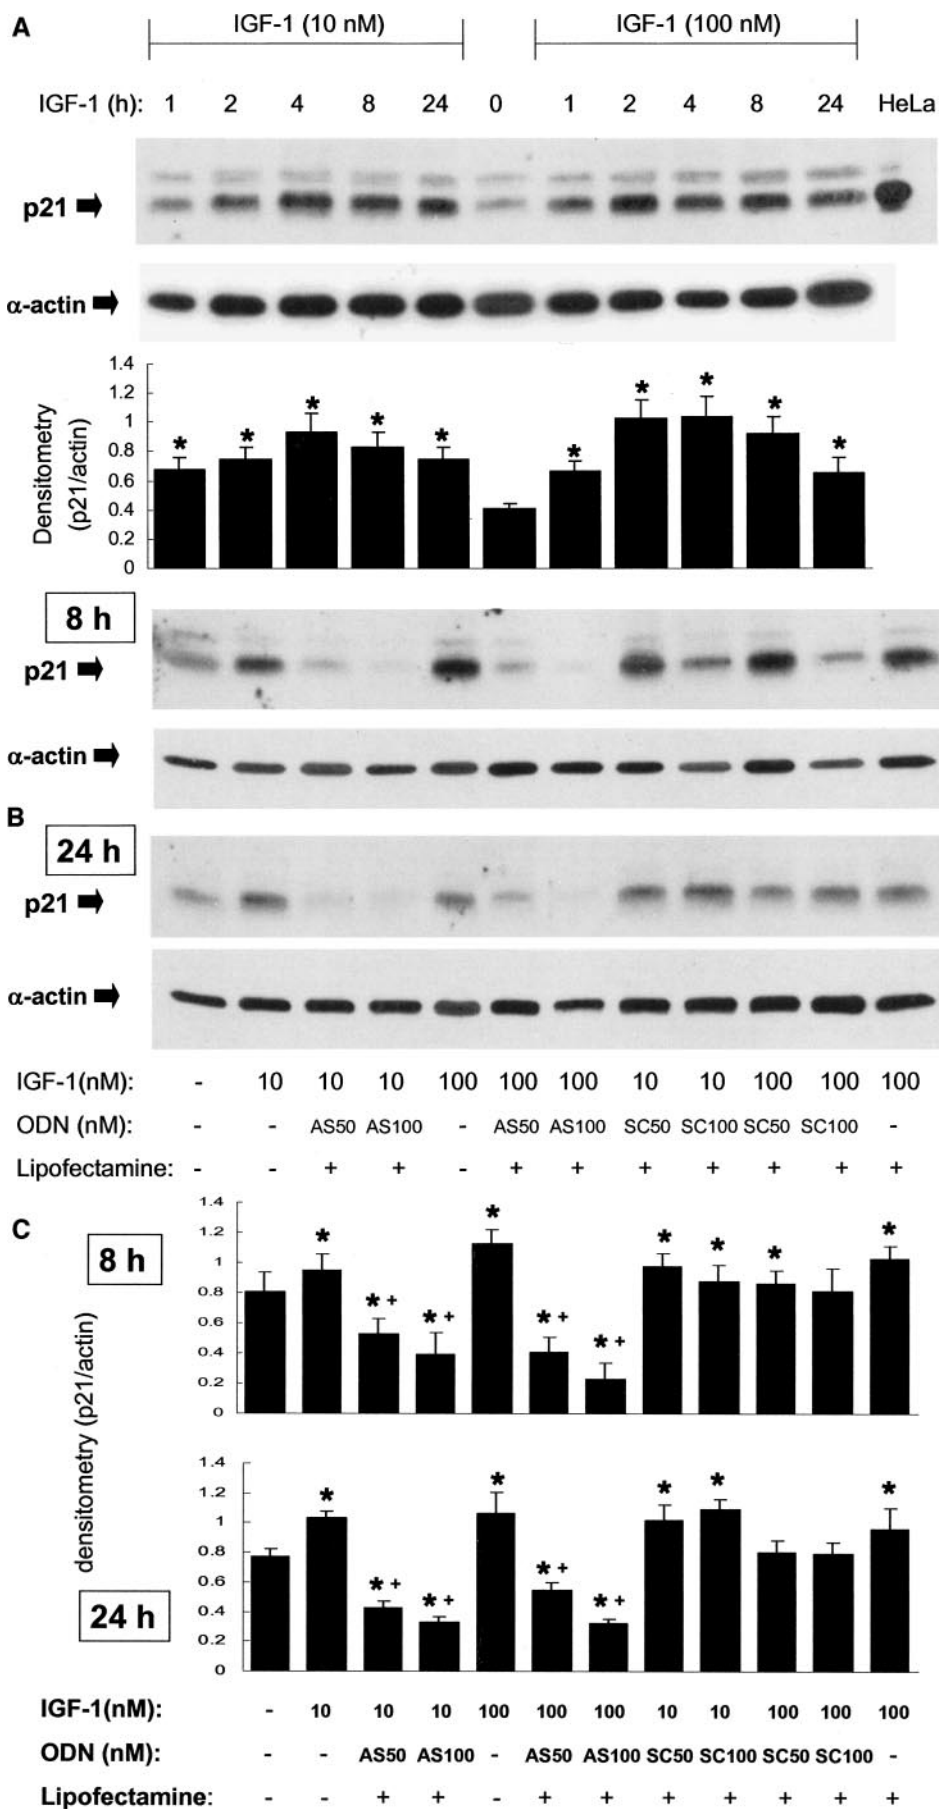 A
IGF-1 (10 nM) IGF-1 (100 nM)
IGF-1 (h): 1 2 4 8 24 0 1 2 4 8 24 HeLa
p21
α-actin
Densitometry
(p21/actin)
1.4
* * * * * * * * * *
1.2
1
0.8
0.6
0.4
0.2
0
8 h
p21
α-actin
B
24 h
p21
α-actin
IGF-1(nM): - 10 10 10 100 100 100 10 10 100 100 100
ODN (nM): - - AS50 AS100 - AS50 AS100 SC50 SC100 SC50 SC100 -
Lipofectamine: - - + + - + + + + + + +
C
8 h
densitometry (p21/actin)
1.4
1.2
1
0.8
0.6
0.4
0.2
0
* * + * + * * + * + * * * *
24 h
1.4
1.2
1
0.8
0.6
0.4
0.2
0
* * + * + * * + * + * * *
IGF-1(nM): - 10 10 10 100 100 100 10 10 100 100 100
ODN (nM): - - AS50 AS100 - AS50 AS100 SC50 SC100 SC50 SC100 -
Lipofectamine: - - + + - + + + + + + +